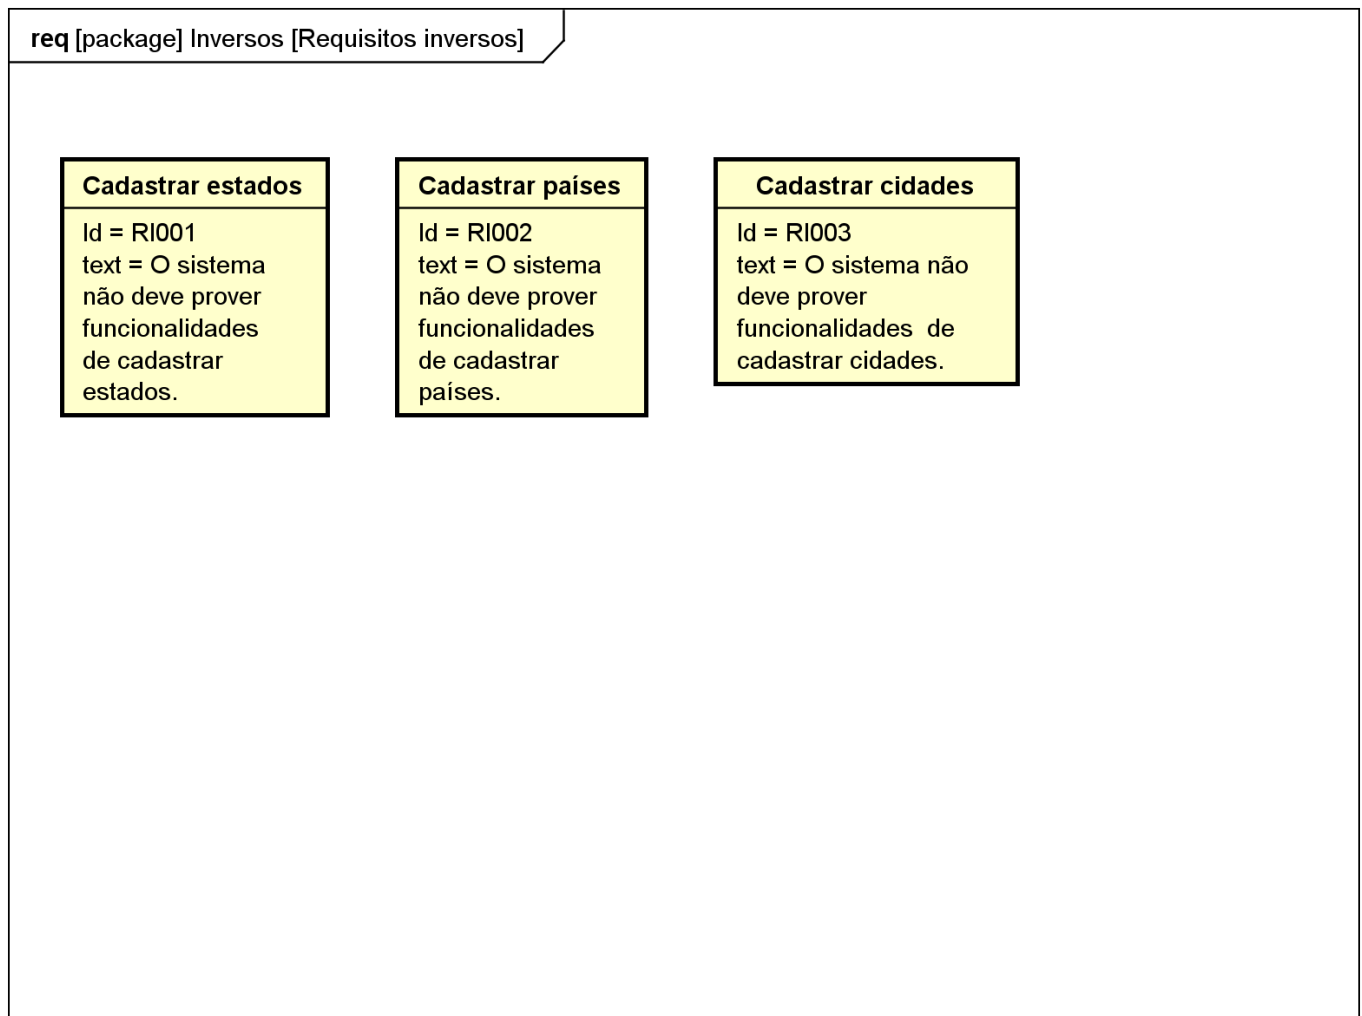 req [package] Inversos [Requisitos inversos]
Cadastrar estados
Id = RI001
text = O sistema
não deve prover
funcionalidades
de cadastrar
estados.
Cadastrar países
Id = RI002
text = O sistema
não deve prover
funcionalidades
de cadastrar
países.
Cadastrar cidades
Id = RI003
text = O sistema não
deve prover
funcionalidades  de
cadastrar cidades.